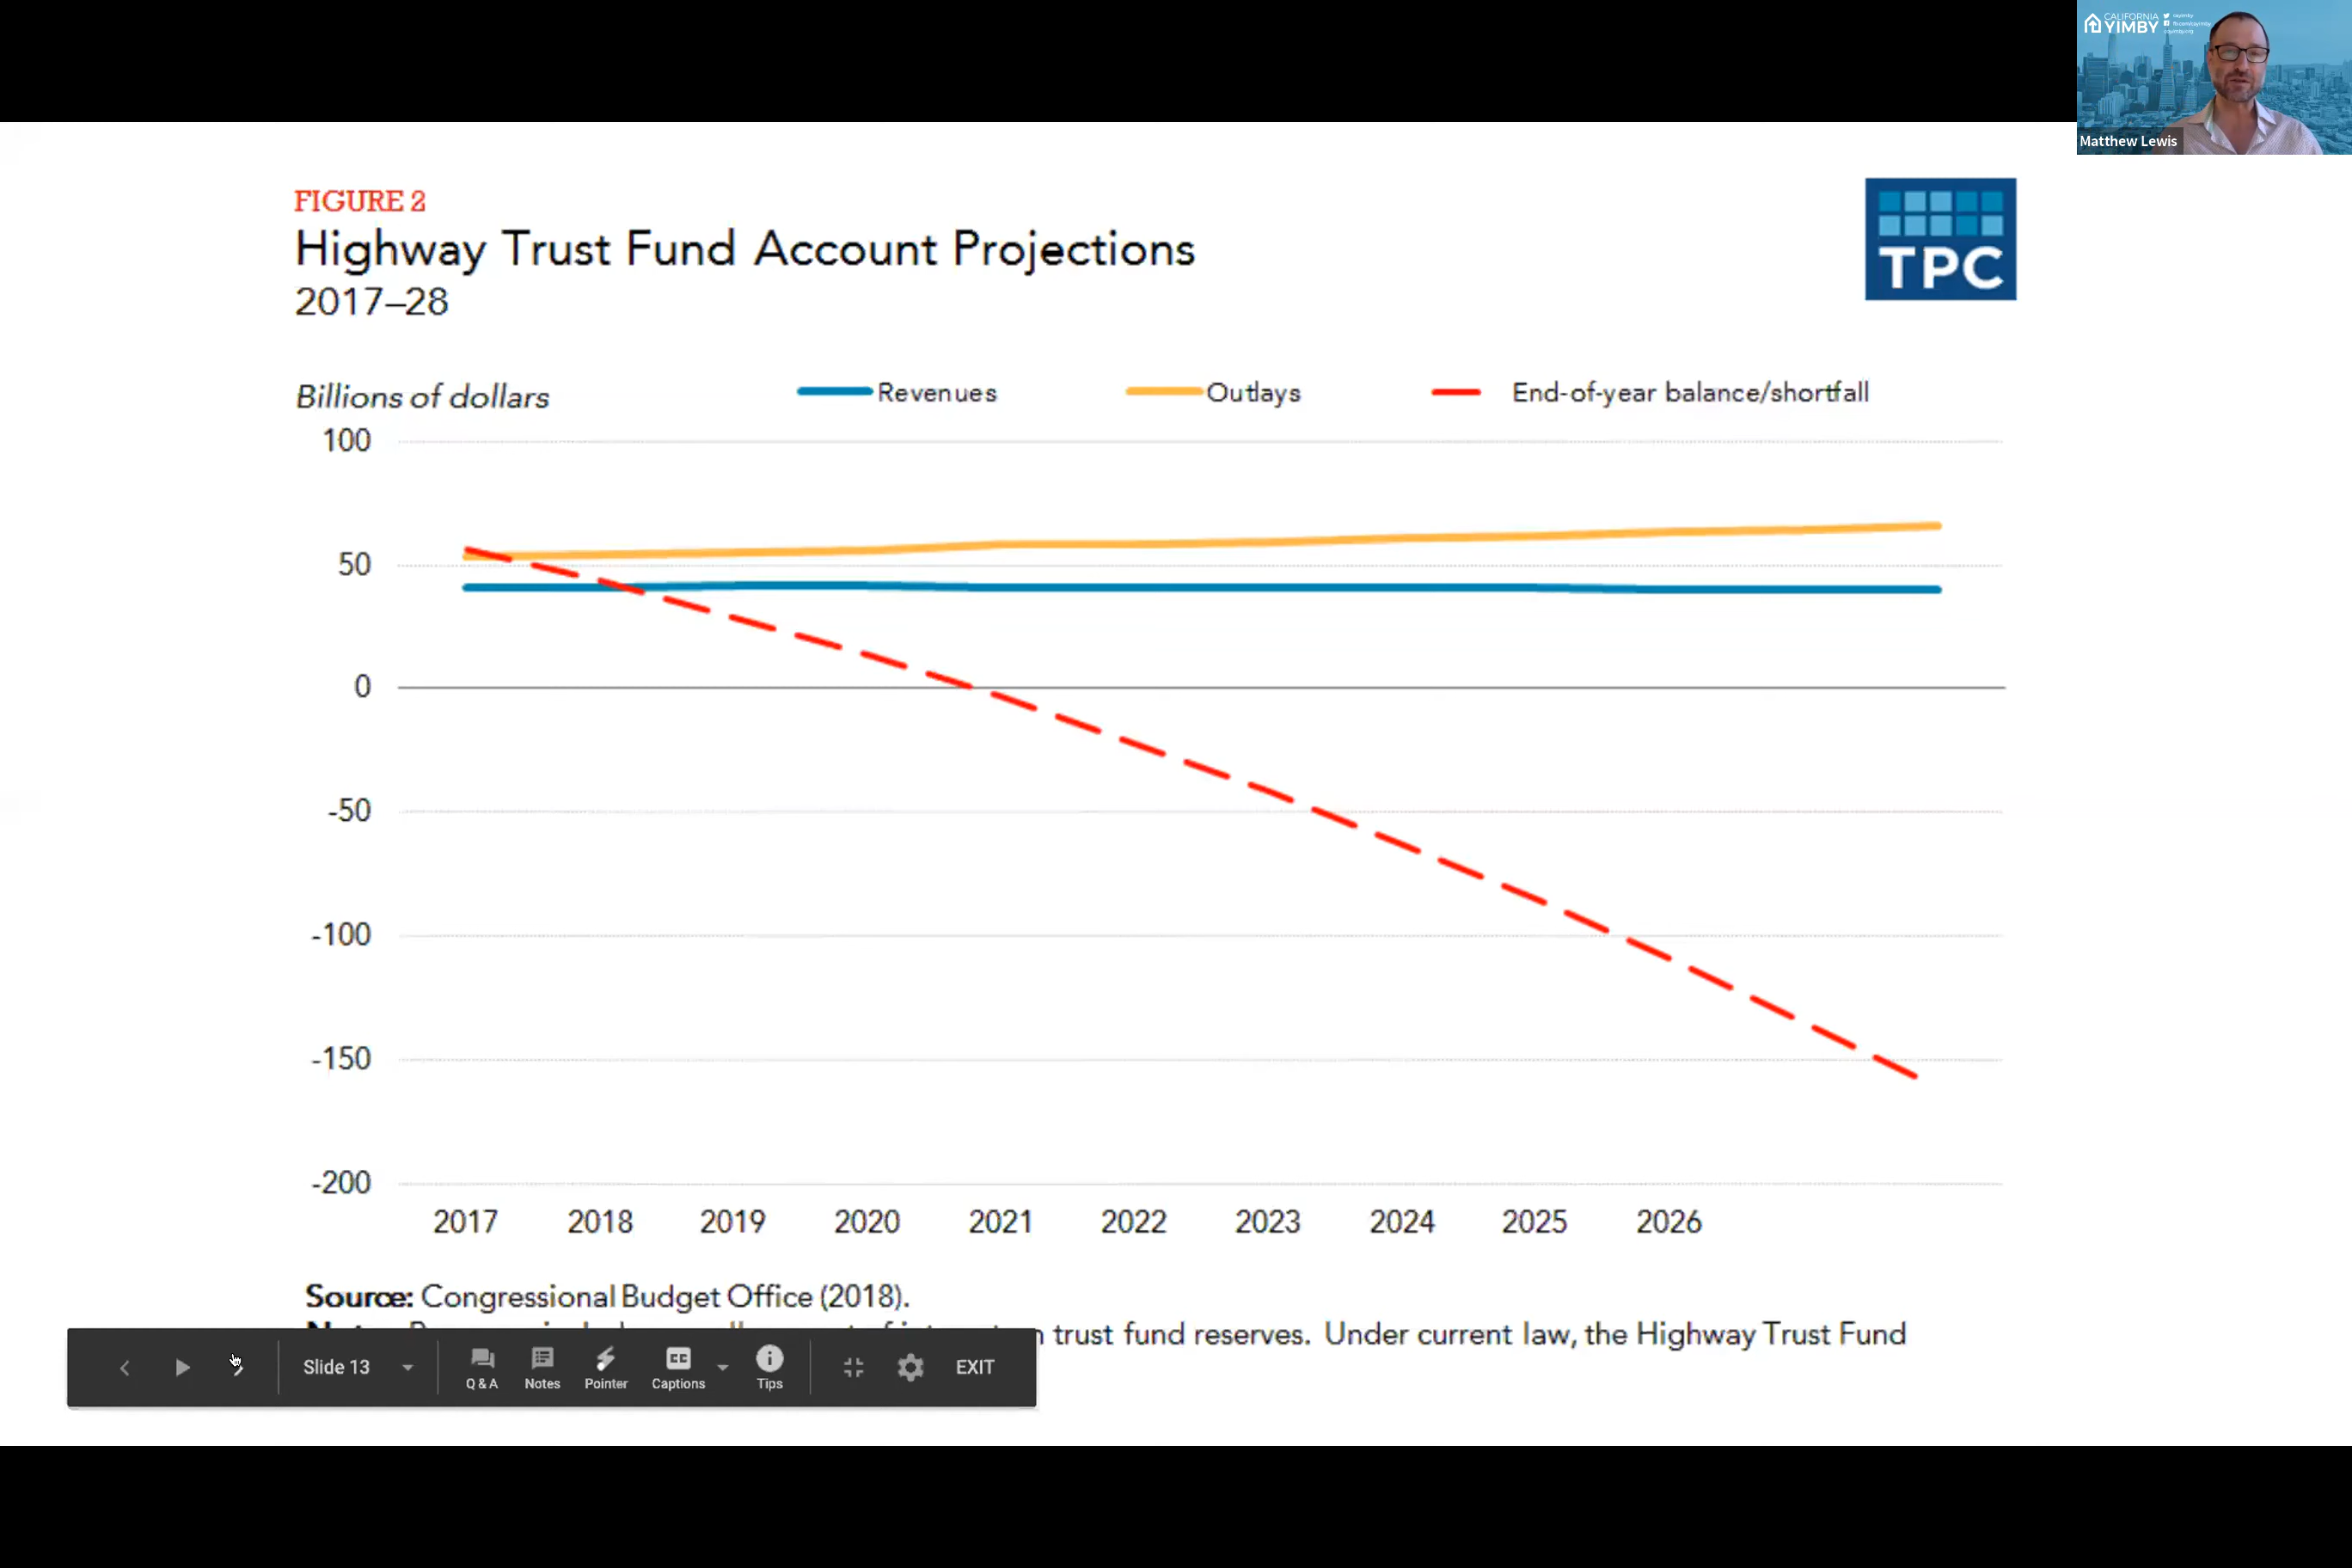 CALIFORNIA
YIMBY
Matthew Lewis
FIGURE 2
Highway Trust Fund Account Projections
2017–28
TPC
Billions of dollars
Revenues
Outlays
End-of-year balance/shortfall
100
50
0
-50
-100
-150
-200
2017 2018 2019 2020 2021 2022 2023 2024 2025 2026
Source: Congressional Budget Office (2018).
trust fund reserves. Under current law, the Highway Trust Fund
Slide 13
Q & A
Notes
Pointer
CC
Captions
Tips
EXIT